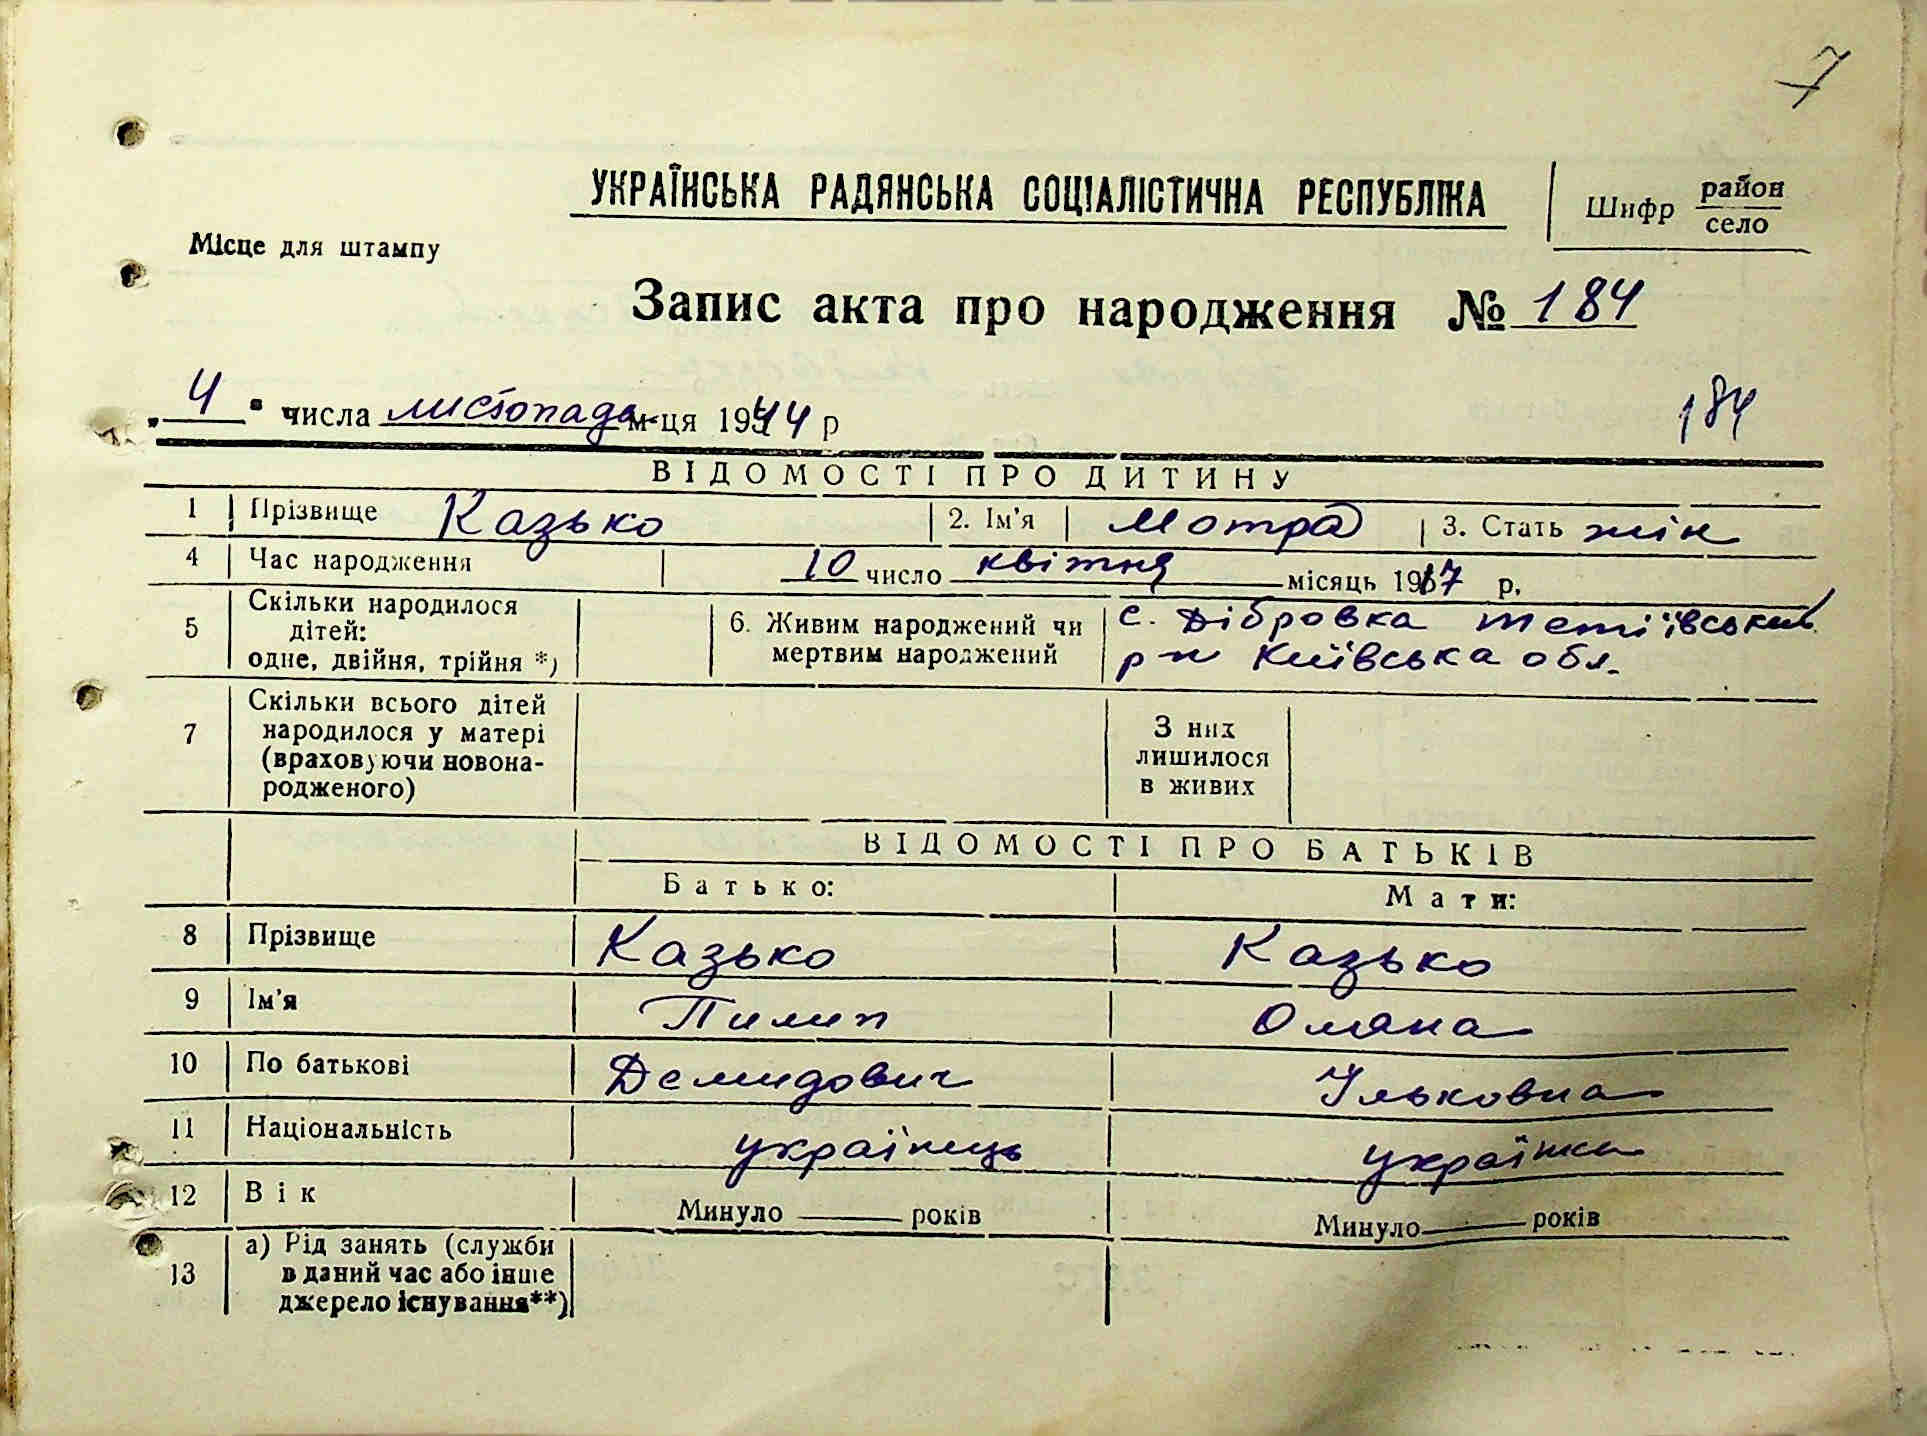 7
УКРАЇНСЬКА РАДЯНСЬКА СОЦІАЛІСТИЧНА РЕСПУБЛІКА
Шифр район
село
Місце для штампу
Запис акта про народження № 184
„ 4 " числа листопада м-ця 1944 р
184
ВІДОМОСТІ ПРО ДИТИНУ
1 Прізвище Казько 2. Ім'я Мотра 3. Стать жін
4 Час народження 10 число квітня місяць 1917 р.
5 Скільки народилося
дітей:
одне, двійня, трійня *)
6. Живим народжений чи
мертвим народжений
с. Дібровка Тетіївський
р-н Київська обл.
7 Скільки всього дітей
народилося у матері
(враховуючи новона-
родженого)
З них
лишилося
в живих
ВІДОМОСТІ ПРО БАТЬКІВ
Батько: Мати:
8 Прізвище Казько Казько
9 Ім'я Пилип Омяна
10 По батькові Демидович Ільковна
11 Національність українець українка
12 Вік Минуло років Минуло років
13 а) Рід занять (служби
в даний час або інше
джерело існування**)